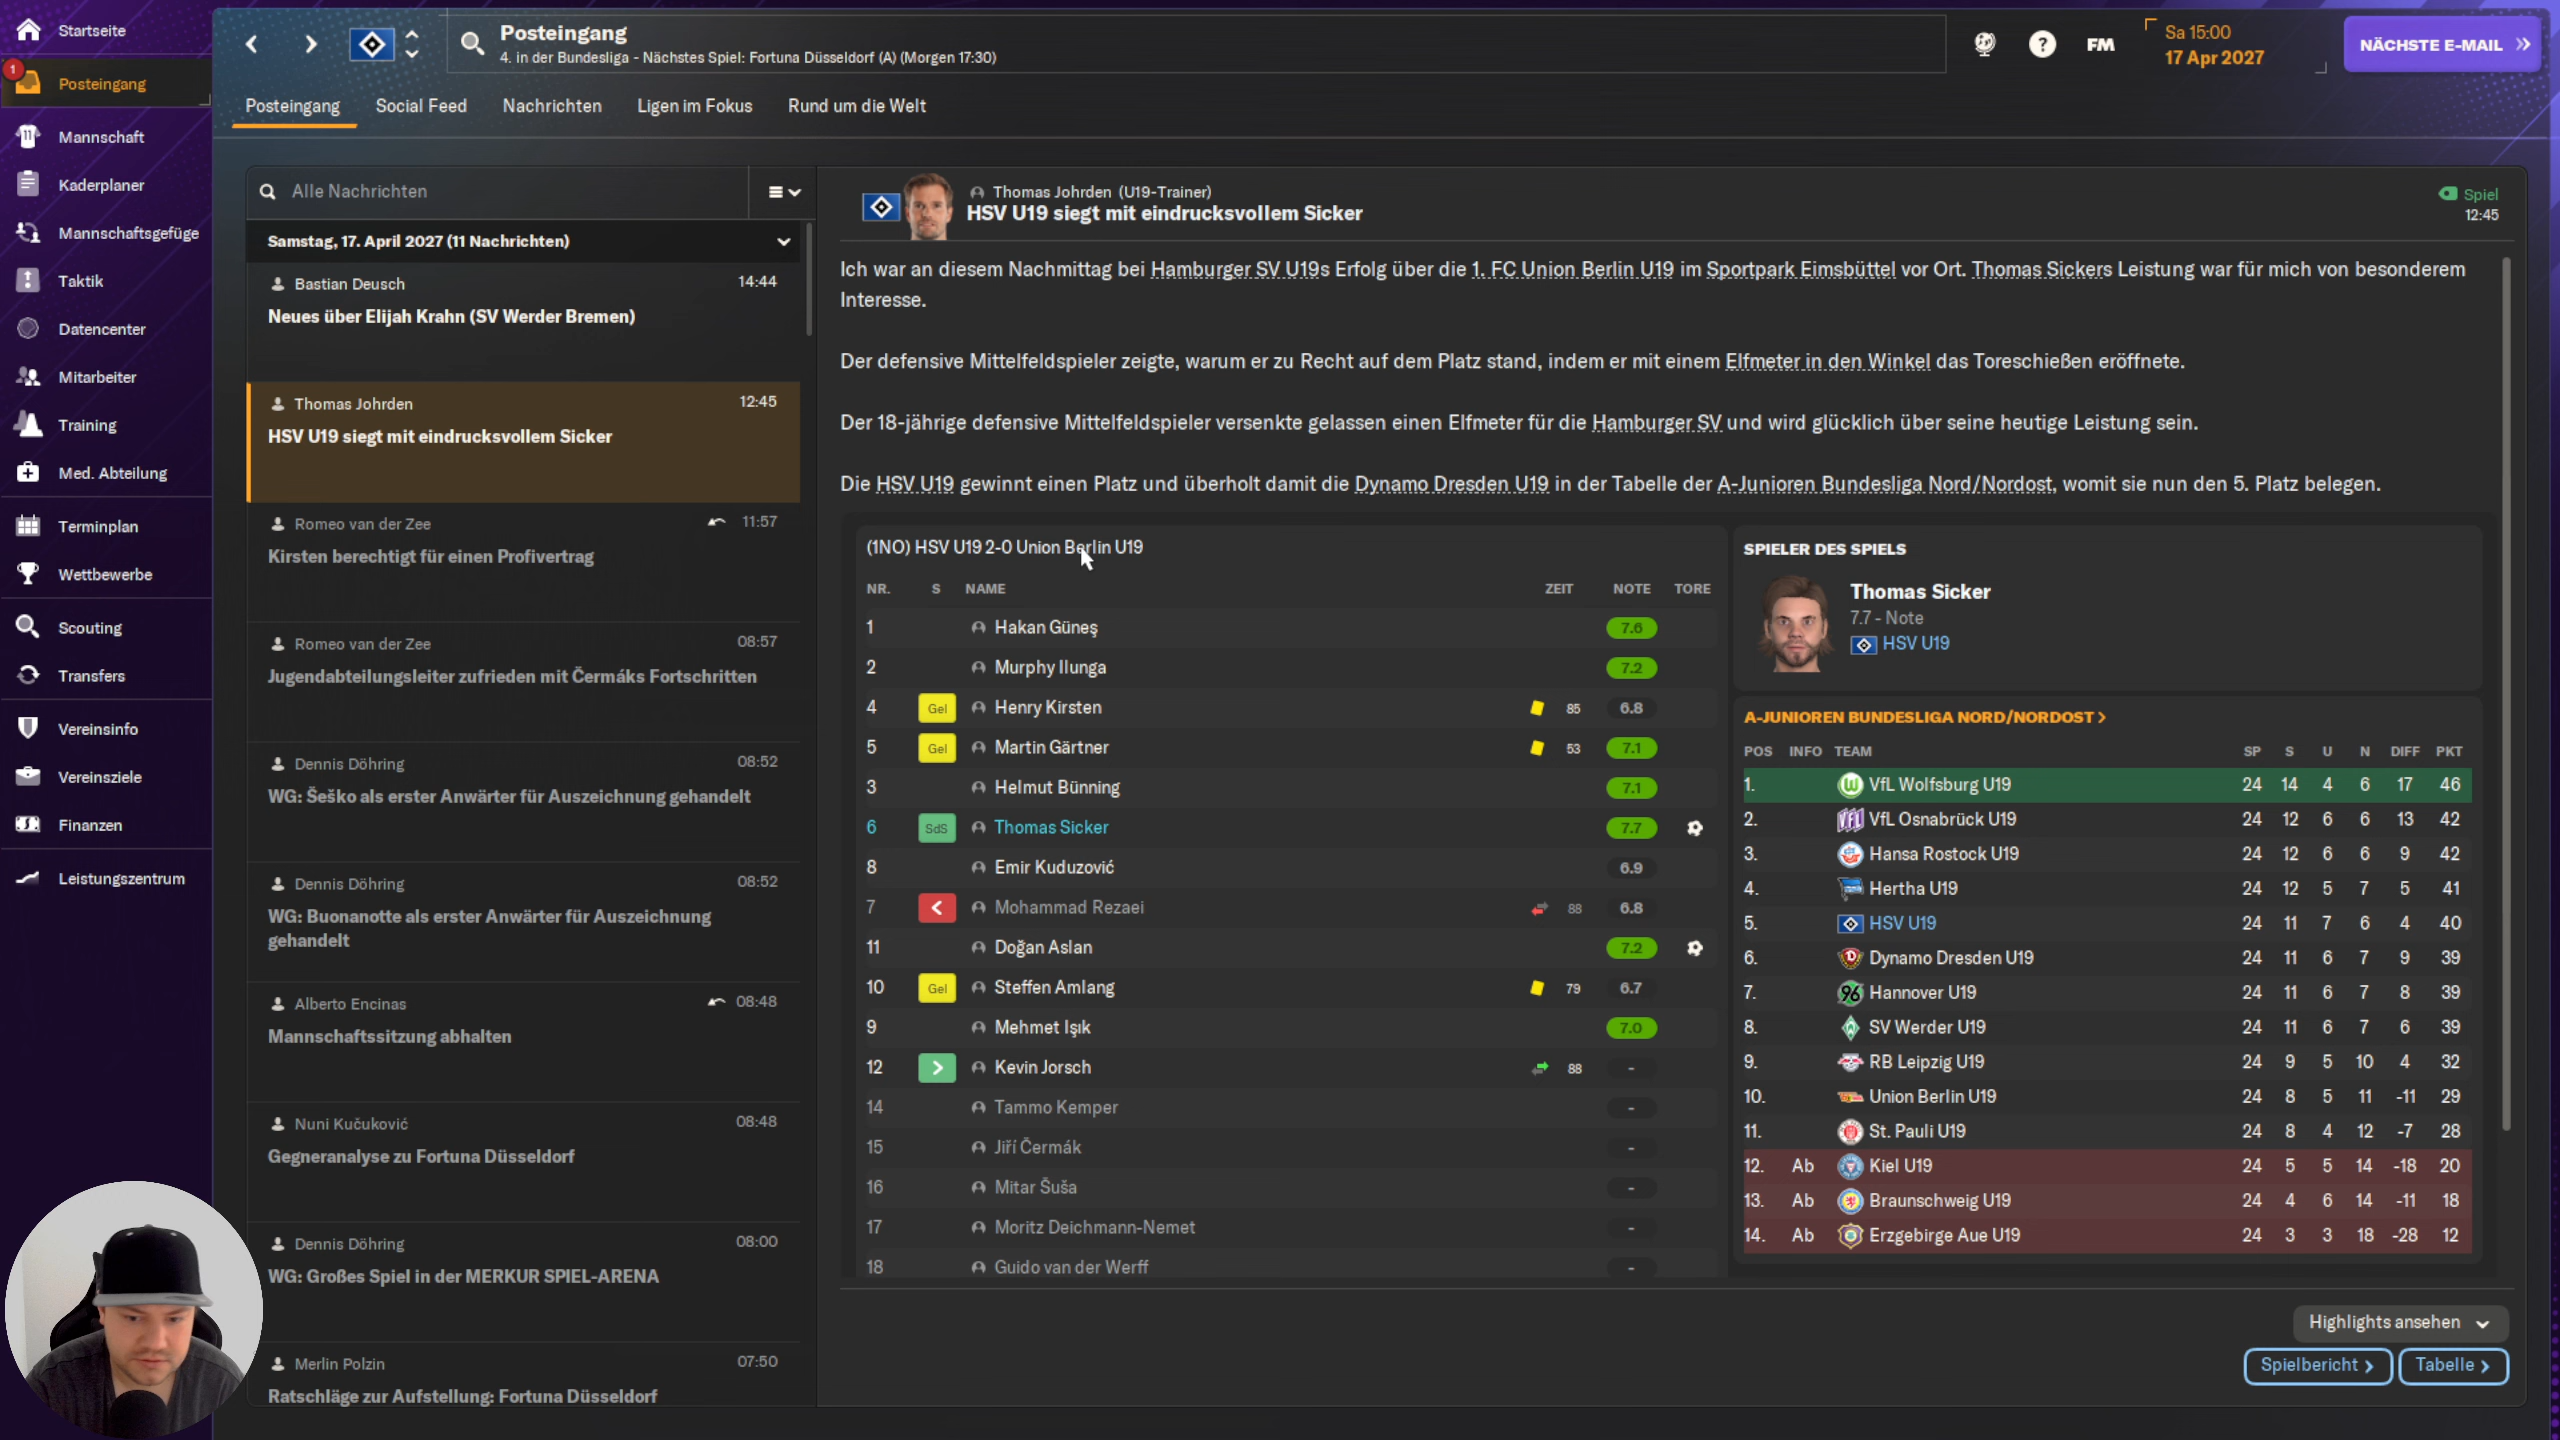 Startseite
1
Posteingang
Mannschaft
Kaderplaner
Mannschaftsgefüge
Taktik
Datencenter
Mitarbeiter
Training
Med. Abteilung
Terminplan
Wettbewerbe
Scouting
Transfers
Vereinsinfo
Vereinsziele
Finanzen
Leistungszentrum
Posteingang
4. in der Bundesliga - Nächstes Spiel: Fortuna Düsseldorf (A) (Morgen 17:30)
FM
Sa 15:00
17 Apr 2027
NÄCHSTE E-MAIL
Posteingang Social Feed Nachrichten Ligen im Fokus Rund um die Welt
Alle Nachrichten
Samstag, 17. April 2027 (11 Nachrichten)
Bastian Deusch 14:44
Neues über Elijah Krahn (SV Werder Bremen)
Thomas Johrden 12:45
HSV U19 siegt mit eindrucksvollem Sicker
Romeo van der Zee 11:57
Kirsten berechtigt für einen Profivertrag
Romeo van der Zee 08:57
Jugendabteilungsleiter zufrieden mit Čermáks Fortschritten
Dennis Döhring 08:52
WG: Šeško als erster Anwärter für Auszeichnung gehandelt
Dennis Döhring 08:52
WG: Buonanotte als erster Anwärter für Auszeichnung
gehandelt
Alberto Encinas 08:48
Mannschaftssitzung abhalten
Nuni Kučuković 08:48
Gegneranalyse zu Fortuna Düsseldorf
Dennis Döhring 08:00
WG: Großes Spiel in der MERKUR SPIEL-ARENA
Merlin Polzin 07:50
Ratschläge zur Aufstellung: Fortuna Düsseldorf
Thomas Johrden (U19-Trainer)
HSV U19 siegt mit eindrucksvollem Sicker
Spiel
12:45
Ich war an diesem Nachmittag bei Hamburger SV U19s Erfolg über die 1. FC Union Berlin U19 im Sportpark Eimsbüttel vor Ort. Thomas Sickers Leistung war für mich von besonderem
Interesse.
Der defensive Mittelfeldspieler zeigte, warum er zu Recht auf dem Platz stand, indem er mit einem Elfmeter in den Winkel das Toreschießen eröffnete.
Der 18-jährige defensive Mittelfeldspieler versenkte gelassen einen Elfmeter für die Hamburger SV und wird glücklich über seine heutige Leistung sein.
Die HSV U19 gewinnt einen Platz und überholt damit die Dynamo Dresden U19 in der Tabelle der A-Junioren Bundesliga Nord/Nordost, womit sie nun den 5. Platz belegen.
(1NO) HSV U19 2-0 Union Berlin U19
NR. S NAME ZEIT NOTE TORE
1 Hakan Güneş 7.6
2 Murphy Ilunga 7.2
4 Gel Henry Kirsten 85 6.8
5 Gel Martin Gärtner 53 7.1
3 Helmut Bünning 7.1
6 SdS Thomas Sicker 7.7
8 Emir Kuduzović 6.9
7 Mohammad Rezaei 88 6.8
11 Doğan Aslan 7.2
10 Gel Steffen Amlang 79 6.7
9 Mehmet Işık 7.0
12 Kevin Jorsch 88 -
14 Tammo Kemper -
15 Jiří Čermák -
16 Mitar Šuša -
17 Moritz Deichmann-Nemet -
18 Guido van der Werff -
SPIELER DES SPIELS
Thomas Sicker
7.7 - Note
HSV U19
A-JUNIOREN BUNDESLIGA NORD/NORDOST
POS INFO TEAM SP S U N DIFF PKT
1. VfL Wolfsburg U19 24 14 4 6 17 46
2. VfL Osnabrück U19 24 12 6 6 13 42
3. Hansa Rostock U19 24 12 6 6 9 42
4. Hertha U19 24 12 5 7 5 41
5. HSV U19 24 11 7 6 4 40
6. Dynamo Dresden U19 24 11 6 7 9 39
7. Hannover U19 24 11 6 7 8 39
8. SV Werder U19 24 11 6 7 6 39
9. RB Leipzig U19 24 9 5 10 4 32
10. Union Berlin U19 24 8 5 11 -11 29
11. St. Pauli U19 24 8 4 12 -7 28
12. Ab Kiel U19 24 5 5 14 -18 20
13. Ab Braunschweig U19 24 4 6 14 -11 18
14. Ab Erzgebirge Aue U19 24 3 3 18 -28 12
Highlights ansehen
Spielbericht
Tabelle